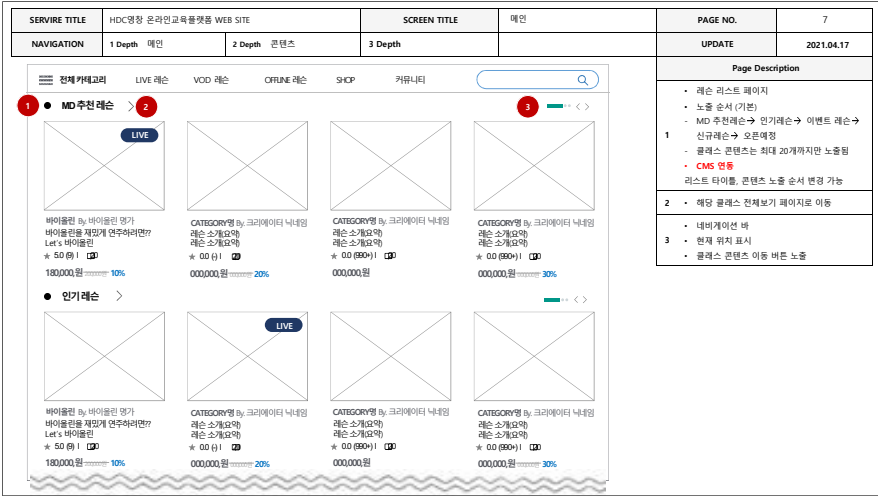 SERVIRE TITLE HDC영창 온라인교육플랫폼 WEB SITE SCREEN TITLE 메인 PAGE NO. 7
NAVIGATION 1 Depth 메인 2 Depth 콘텐츠 3 Depth UPDATE 2021.04.17
전체 카테고리 LIVE 레슨 VOD 레슨 OFFLINE 레슨 SHOP 커뮤니티
1 MD 추천 레슨 2 3
LIVE
바이올린 By. 바이올린 명가
바이올린을 재밌게 연주하려면??
Let's 바이올린
★ 5.0 (9) I
180,000,원 10%
CATEGORY명 By. 크리에이터 닉네임
레슨 소개(요약)
레슨 소개(요약)
★ 0.0 (-) I
000,000,원 20%
CATEGORY명 By. 크리에이터 닉네임
레슨 소개(요약)
레슨 소개(요약)
★ 0.0 (990+) I
000,000,원
CATEGORY명 By. 크리에이터 닉네임
레슨 소개(요약)
레슨 소개(요약)
★ 0.0 (990+) I
000,000,원 30%
인기 레슨
LIVE
바이올린 By. 바이올린 명가
바이올린을 재밌게 연주하려면??
Let's 바이올린
★ 5.0 (9) I
180,000,원 10%
CATEGORY명 By. 크리에이터 닉네임
레슨 소개(요약)
레슨 소개(요약)
★ 0.0 (-) I
000,000,원 20%
CATEGORY명 By. 크리에이터 닉네임
레슨 소개(요약)
레슨 소개(요약)
★ 0.0 (990+) I
000,000,원
CATEGORY명 By. 크리에이터 닉네임
레슨 소개(요약)
레슨 소개(요약)
★ 0.0 (990+) I
000,000,원 30%
Page Description
1
• 레슨 리스트 페이지
• 노출 순서 (기본)
- MD 추천레슨→ 인기레슨→ 이벤트 레슨→
신규레슨→ 오픈예정
- 클래스 콘텐츠는 최대 20개까지만 노출됨
• CMS 연동
리스트 타이틀, 콘텐츠 노출 순서 변경 가능
2 • 해당 클래스 전체보기 페이지로 이동
3
• 네비게이션 바
• 현재 위치 표시
• 클래스 콘텐츠 이동 버튼 노출